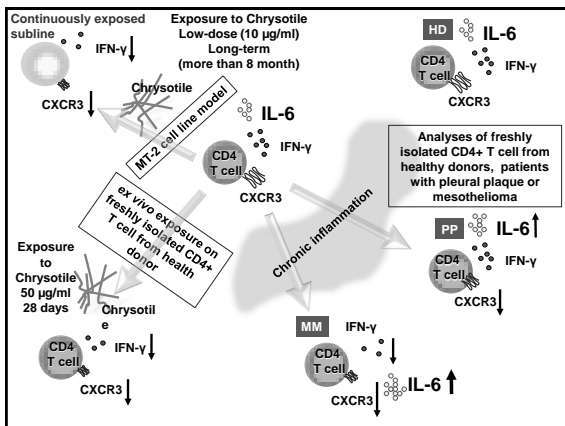 Continuously exposed
subline
IFN-γ
CXCR3
Exposure to Chrysotile
Low-dose (10 μg/ml)
Long-term
(more than 8 month)
Chrysotile
MT-2 cell line model
IL-6
IFN-γ
CD4
T cell
CXCR3
HD
IL-6
IFN-γ
CD4
T cell
CXCR3
Analyses of freshly
isolated CD4+ T cell from
healthy donors, patients
with pleural plaque or
mesothelioma
ex vivo exposure on
freshly isolated CD4+
T cell from health
donor
Chronic inflammation
PP
IL-6
IFN-γ
CD4
T cell
CXCR3
Exposure
to
Chrysotile
50 μg/ml
28 days
Chrysotil
e
IFN-γ
CD4
T cell
CXCR3
MM
IFN-γ
CD4
T cell
CXCR3
IL-6